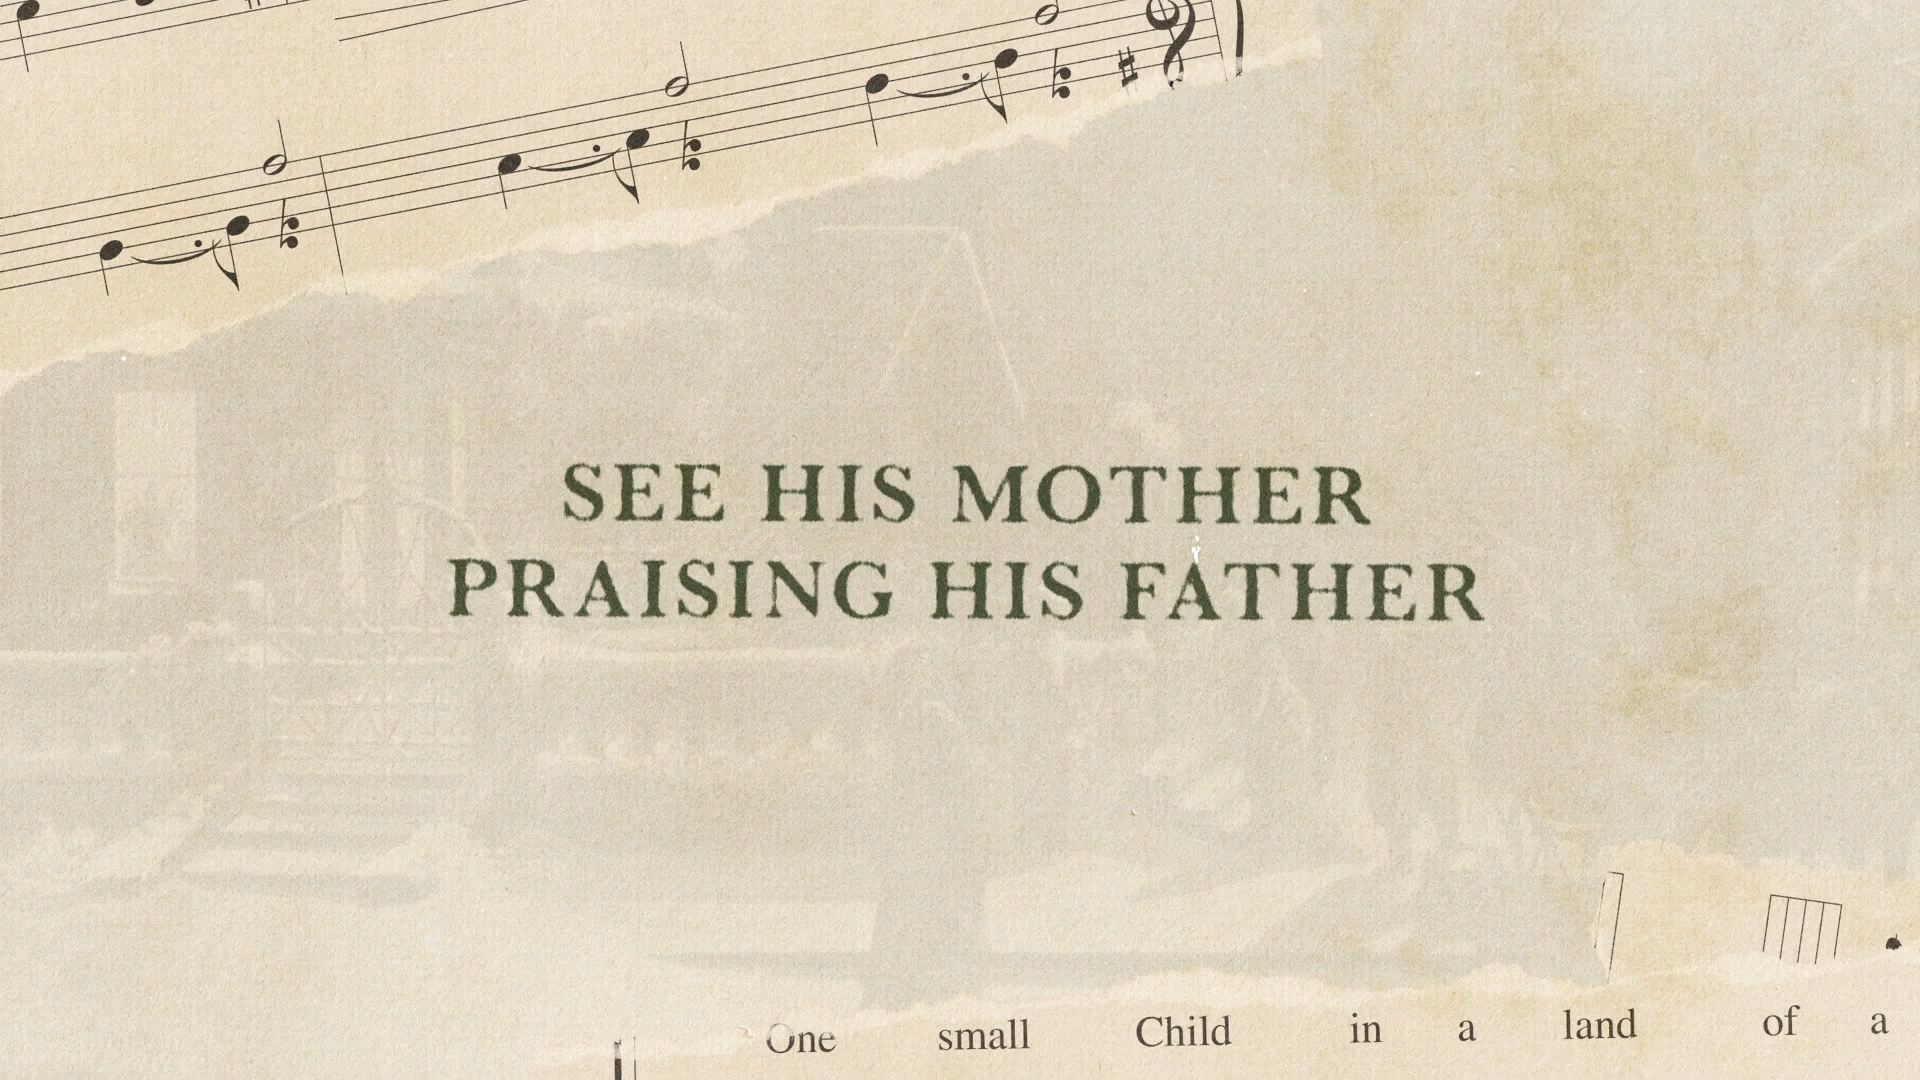 SEE HIS MOTHER
PRAISING HIS FATHER
One small Child in a land of a